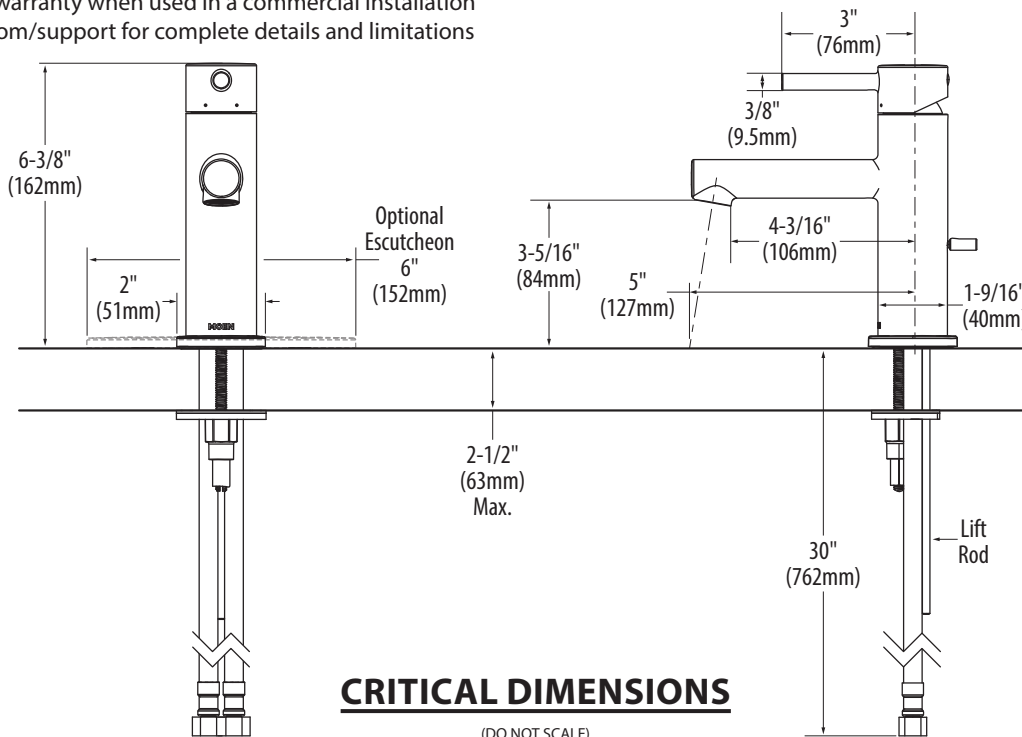 warranty when used in a commercial installation
om/support for complete details and limitations
6-3/8"
(162mm)
2"
(51mm)
Optional
Escutcheon
6"
(152mm)
MOEN
3"
(76mm)
3/8"
(9.5mm)
3-5/16"
(84mm)
4-3/16"
(106mm)
5"
(127mm)
1-9/16"
(40mm
2-1/2"
(63mm)
Max.
30"
(762mm)
Lift
Rod
CRITICAL DIMENSIONS
(DO NOT SCALE)